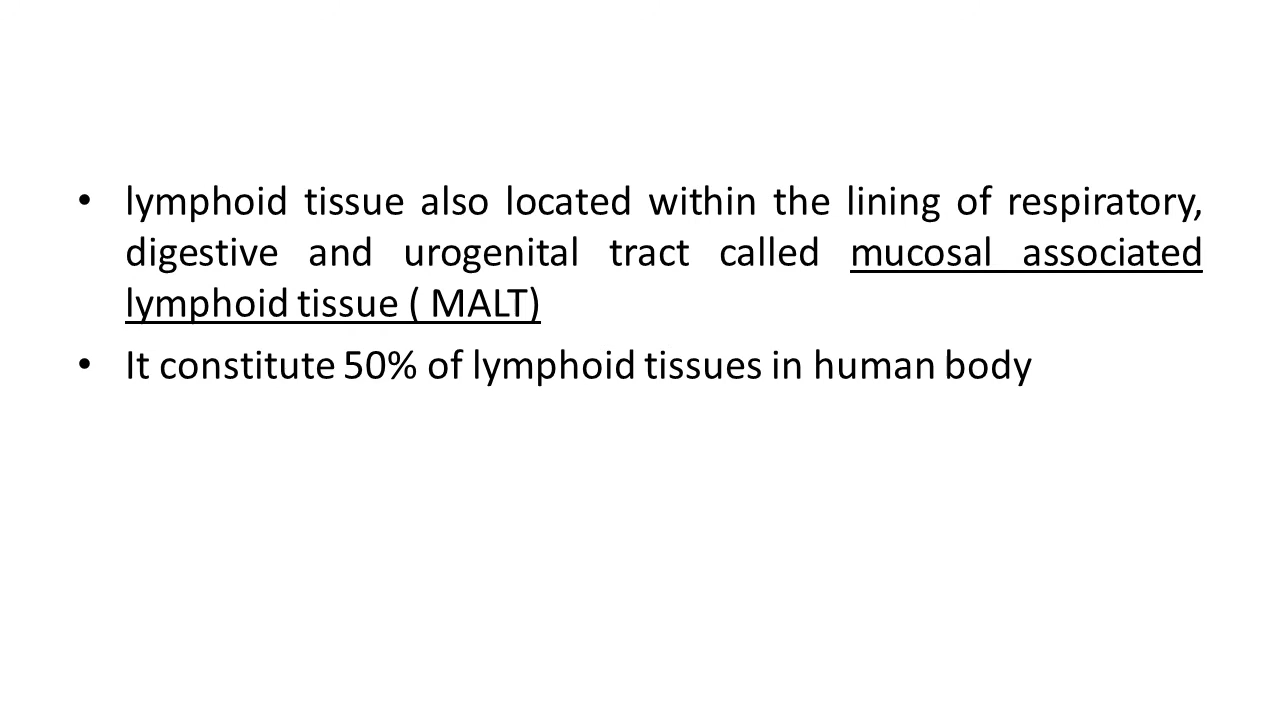 • lymphoid tissue also located within the lining of respiratory,
digestive and urogenital tract called mucosal associated
lymphoid tissue ( MALT)
• It constitute 50% of lymphoid tissues in human body